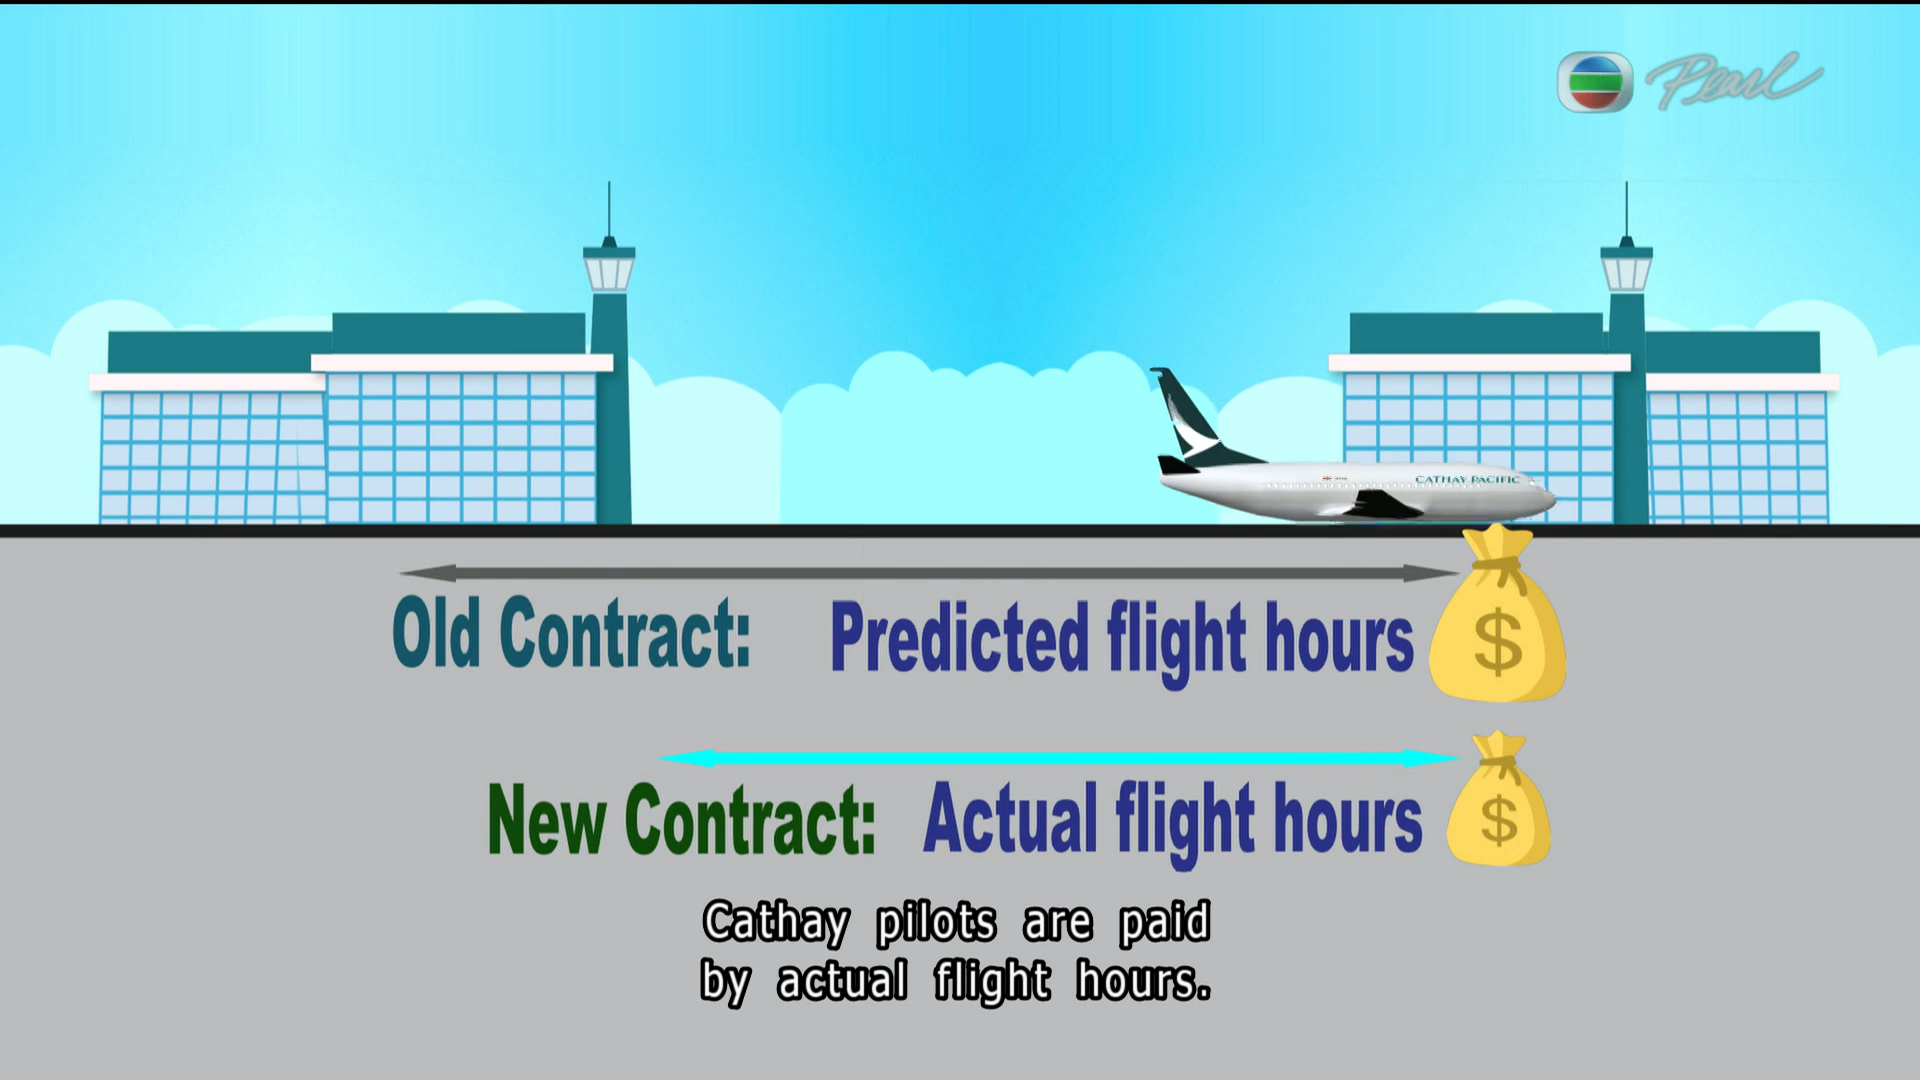 Pearl
CATHAY PACIFIC
Old Contract: Predicted flight hours
$
New Contract: Actual flight hours
$
Cathay pilots are paid
by actual flight hours.